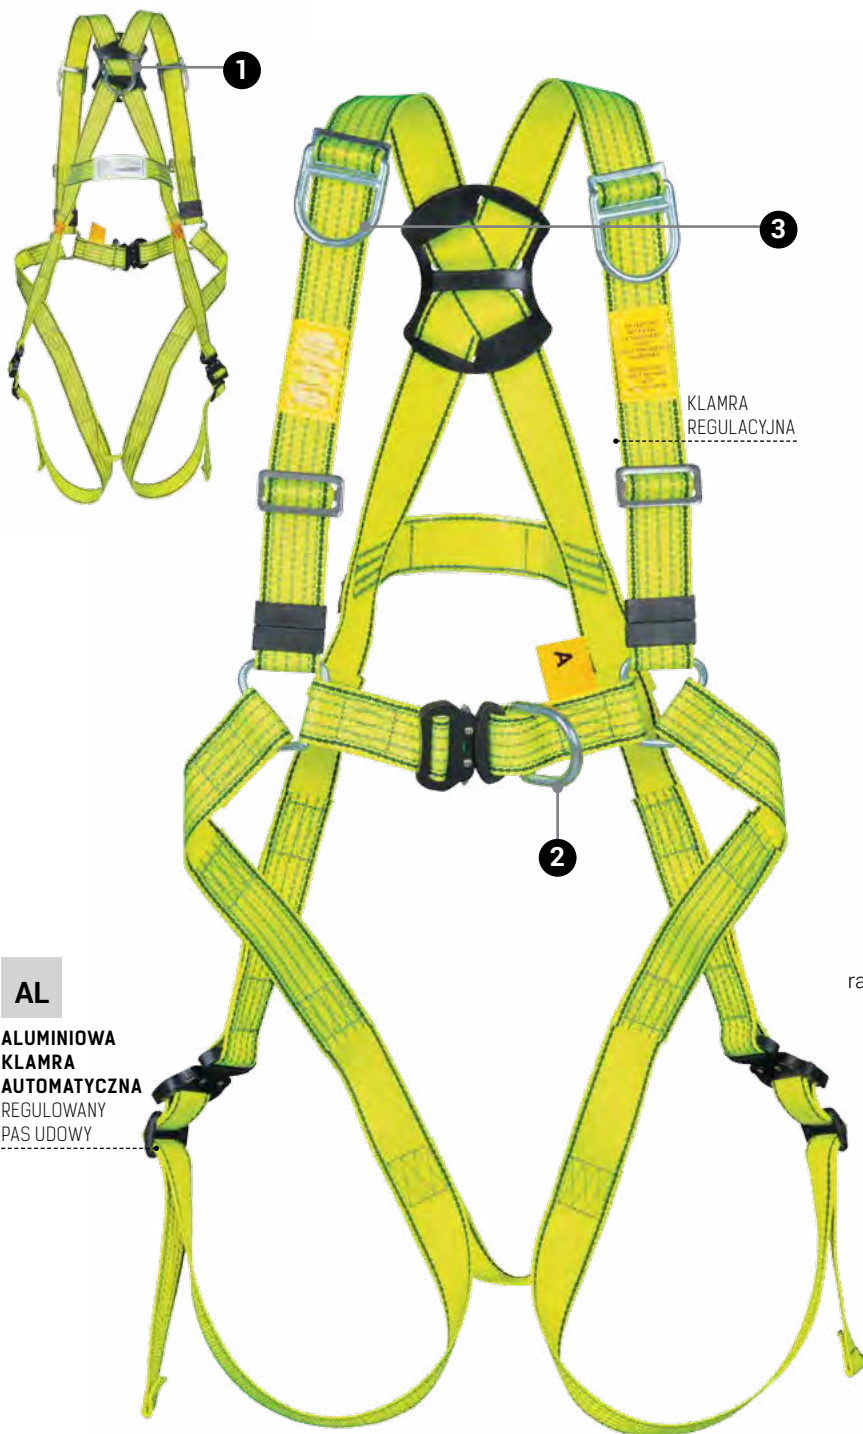 1
3
KLAMRA
REGULACYJNA
A
2
AL
ALUMINIOWA
KLAMRA
AUTOMATYCZNA
REGULOWANY
PAS UDOWY
ra